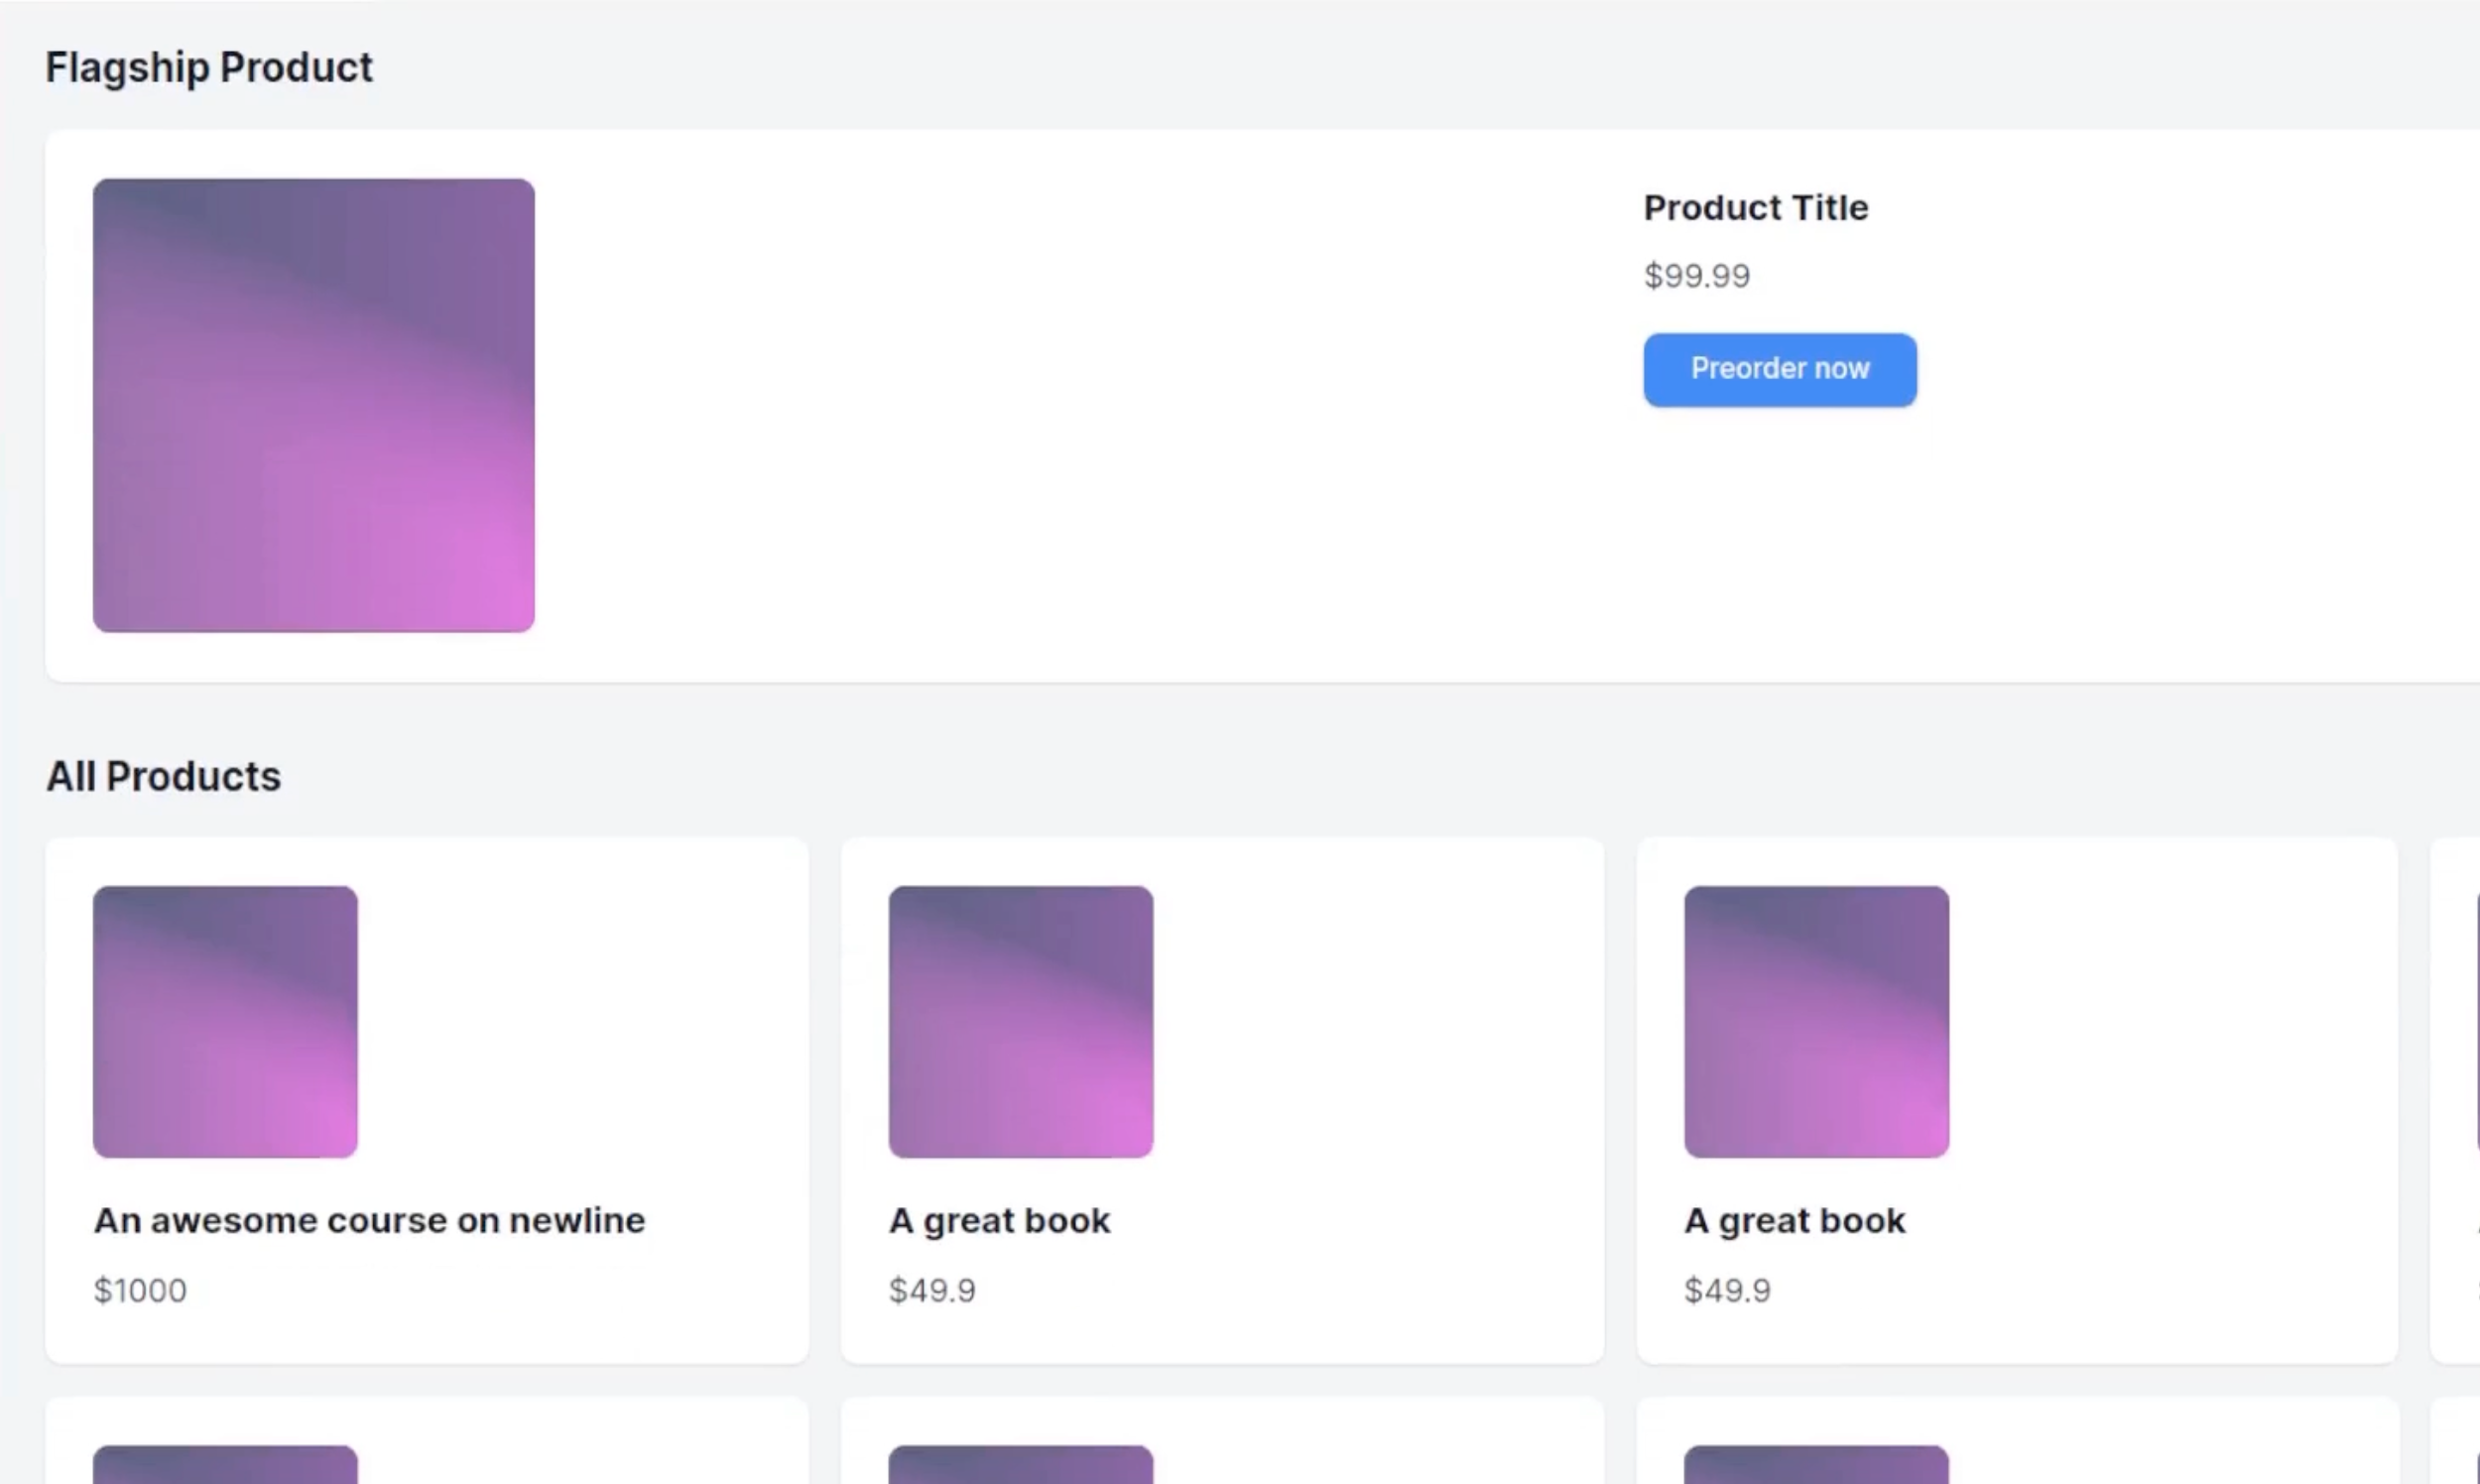 Flagship Product
Product Title
$99.99
Preorder now
All Products
An awesome course on newline
$1000
A great book
$49.9
A great book
$49.9